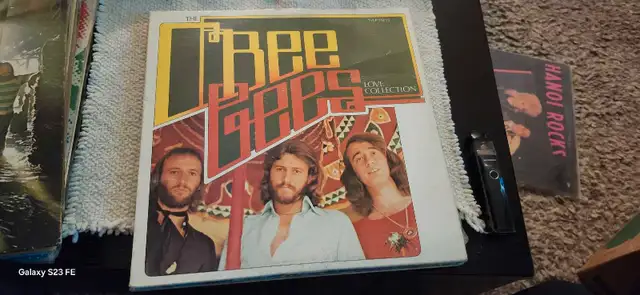 THE
Bee
Gees
LOVE
COLLECTION
HANOI ROCKS
Galaxy S23 FE